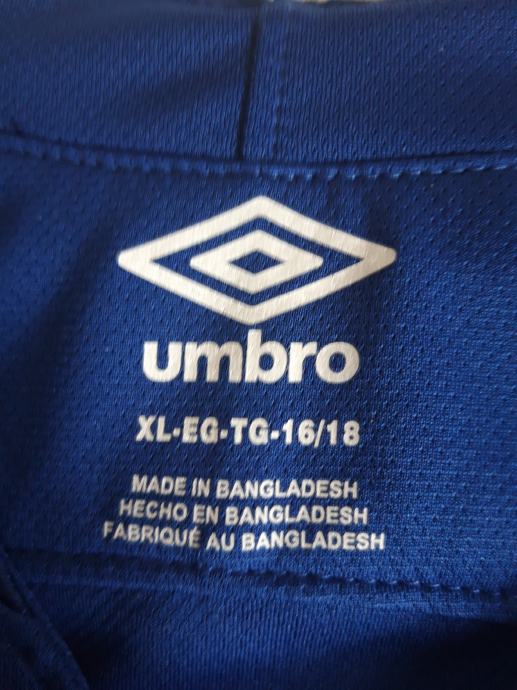 umbro
XL-EG-TG-16/18
MADE IN BANGLADESH
HECHO EN BANGLADESH
FABRIQUÉ AU BANGLADESH